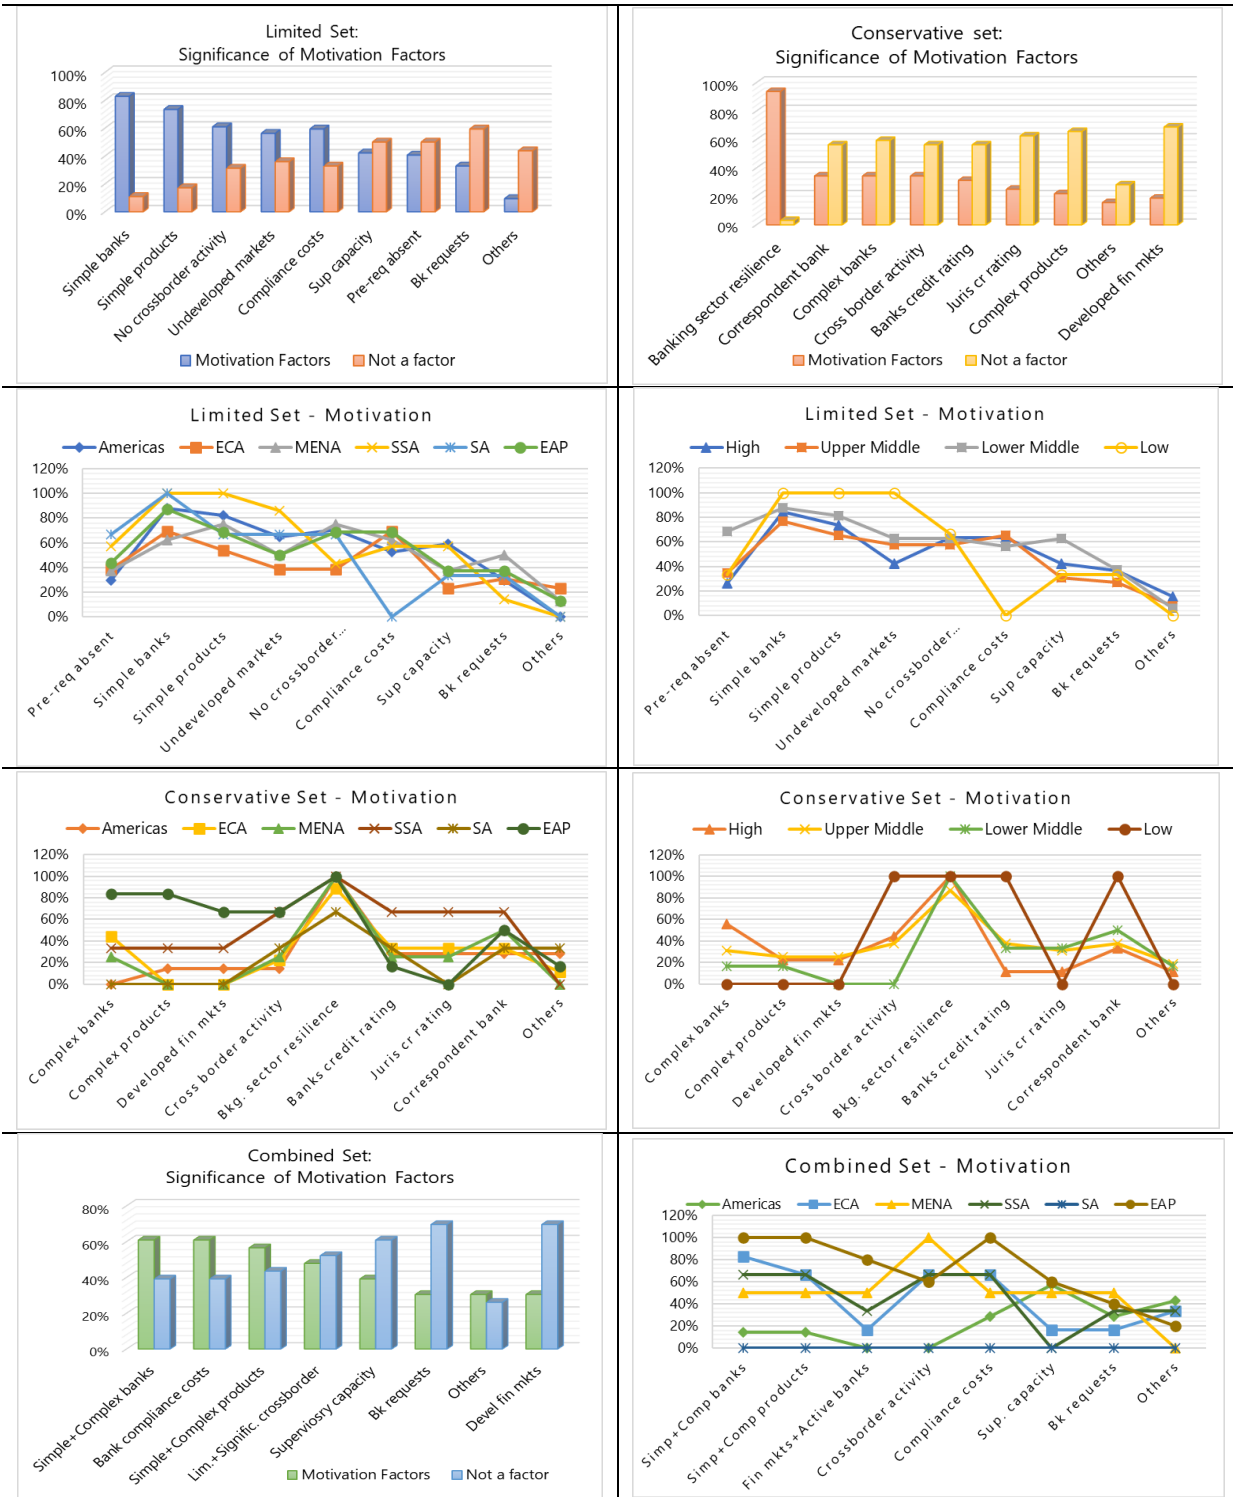 Limited Set:
Significance of Motivation Factors
100%
80%
60%
40%
20%
0%
Simple banks
Simple products
No crossborder activity
Undeveloped markets
Compliance costs
Sup capacity
Pre-req absent
Bk requests
Others
Motivation Factors
Not a factor
Conservative set:
Significance of Motivation Factors
100%
80%
60%
40%
20%
0%
Banking sector resilience
Correspondent bank
Complex banks
Cross border activity
Banks credit rating
Juris cr rating
Complex products
Others
Developed fin mkts
Motivation Factors
Not a factor
Limited Set - Motivation
Americas ECA MENA SSA SA EAP
120%
100%
80%
60%
40%
20%
0%
Pre-req absent
Simple banks
Simple products
Undeveloped markets
No crossborder...
Compliance costs
Sup capacity
Bk requests
Others
Limited Set - Motivation
High Upper Middle Lower Middle Low
120%
100%
80%
60%
40%
20%
0%
Pre-req absent
Simple banks
Simple products
Undeveloped markets
No crossborder...
Compliance costs
Sup capacity
Bk requests
Others
Conservative Set - Motivation
Americas ECA MENA SSA SA EAP
120%
100%
80%
60%
40%
20%
0%
Complex banks
Complex products
Developed fin mkts
Cross border activity
Bkg. sector resilience
Banks credit rating
Juris cr rating
Correspondent bank
Others
Conservative Set - Motivation
High Upper Middle Lower Middle Low
120%
100%
80%
60%
40%
20%
0%
Complex banks
Complex products
Developed fin mkts
Cross border activity
Bkg. sector resilience
Banks credit rating
Juris cr rating
Correspondent bank
Others
Combined Set:
Significance of Motivation Factors
80%
60%
40%
20%
0%
Simple+Complex banks
Bank compliance costs
Simple+Complex products
Lim.+Signific. crossborder
Superviosry capacity
Bk requests
Others
Devel fin mkts
Motivation Factors
Not a factor
Combined Set - Motivation
Americas ECA MENA SSA SA EAP
120%
100%
80%
60%
40%
20%
0%
Simp+Comp banks
Simp+Comp products
Fin mkts+Active banks
Crossborder activity
Compliance costs
Sup. capacity
Bk requests
Others